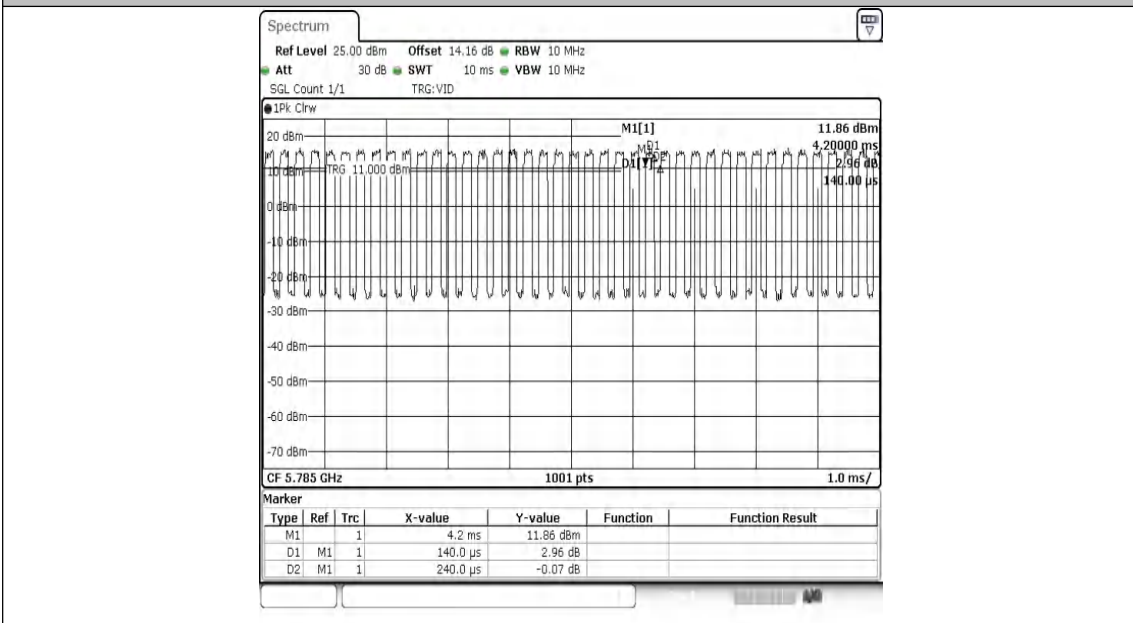 Spectrum
Ref Level 25.00 dBm Offset 14.16 dB RBW 10 MHz
Att 30 dB SWT 10 ms VBW 10 MHz
SGL Count 1/1 TRG:VID
1Pk Clrw
M1[1] 11.86 dBm
20 dBm 4.20000 ms
D1[1] 2.96 dB
10 dBm TRG 11.000 dBm 140.00 µs
0 dBm
-10 dBm
-20 dBm
-30 dBm
-40 dBm
-50 dBm
-60 dBm
-70 dBm
CF 5.785 GHz 1001 pts 1.0 ms/
Marker
Type Ref Trc X-value Y-value Function Function Result
M1 1 4.2 ms 11.86 dBm
D1 M1 1 140.0 µs 2.96 dB
D2 M1 1 240.0 µs -0.07 dB